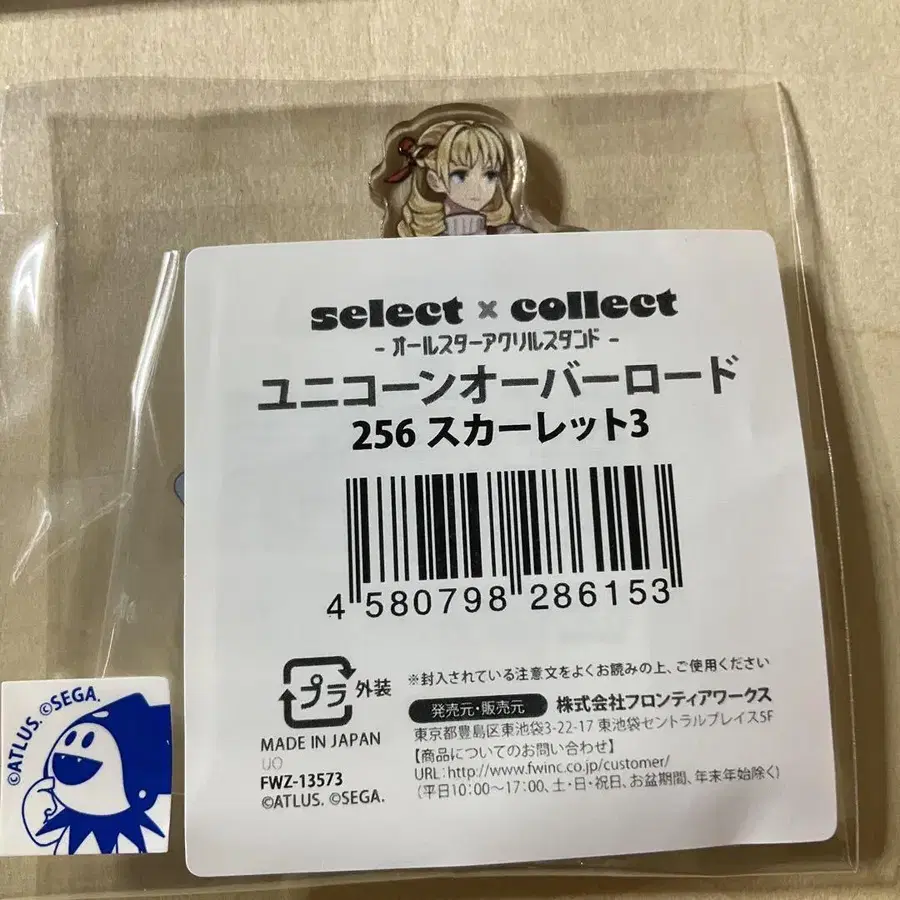 select × collect
- オールスターアクリルスタンド -
ユニコーンオーバーロード
256 スカーレット3
4 580798 286153
プラ 外装
※封入されている注意文をよくお読みの上、ご使用ください
発売元・販売元 株式会社フロンティアワークス
東京都豊島区東池袋3-22-17 東池袋セントラルプレイス5F
【商品についてのお問い合わせ】
URL:http://www.fwinc.co.jp/customer/
(平日10:00〜17:00、土・日・祝日、お盆期間、年末年始除く)
MADE IN JAPAN
UO
FWZ-13573
©ATLUS. ©SEGA.
©ATLUS. ©SEGA.